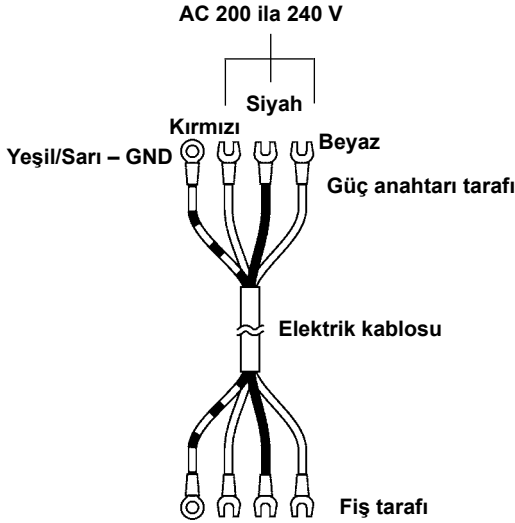 AC 200 ila 240 V
Siyah
Kırmızı
Beyaz
Yeşil/Sarı – GND
Güç anahtarı tarafı
Elektrik kablosu
Fiş tarafı